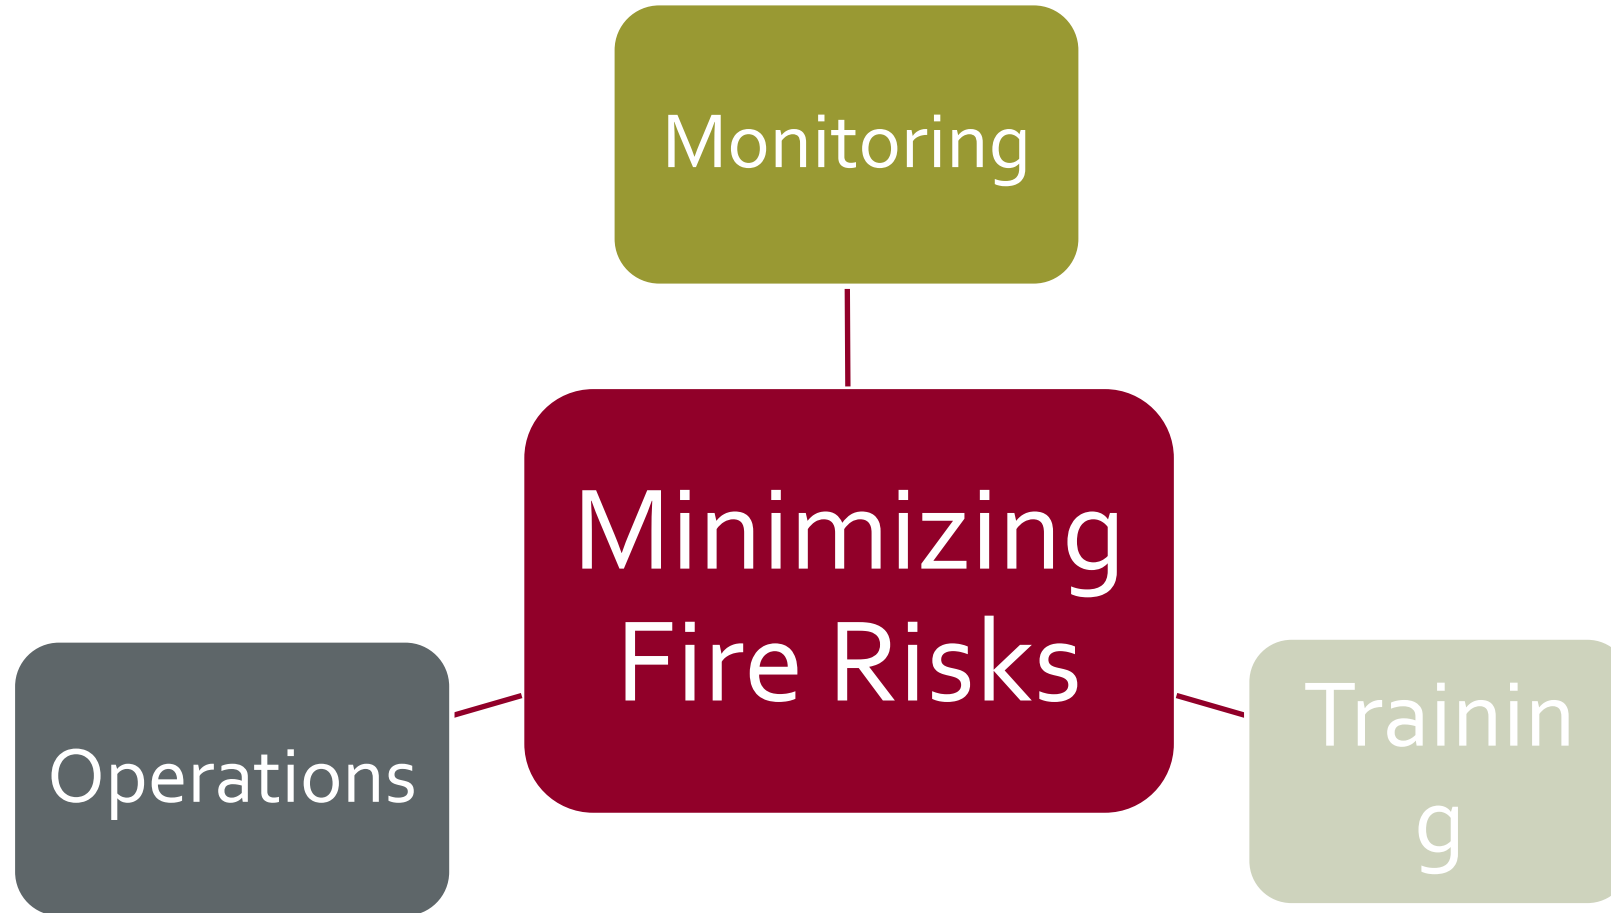 Monitoring
Minimizing
Fire Risks
Operations
Trainin
g